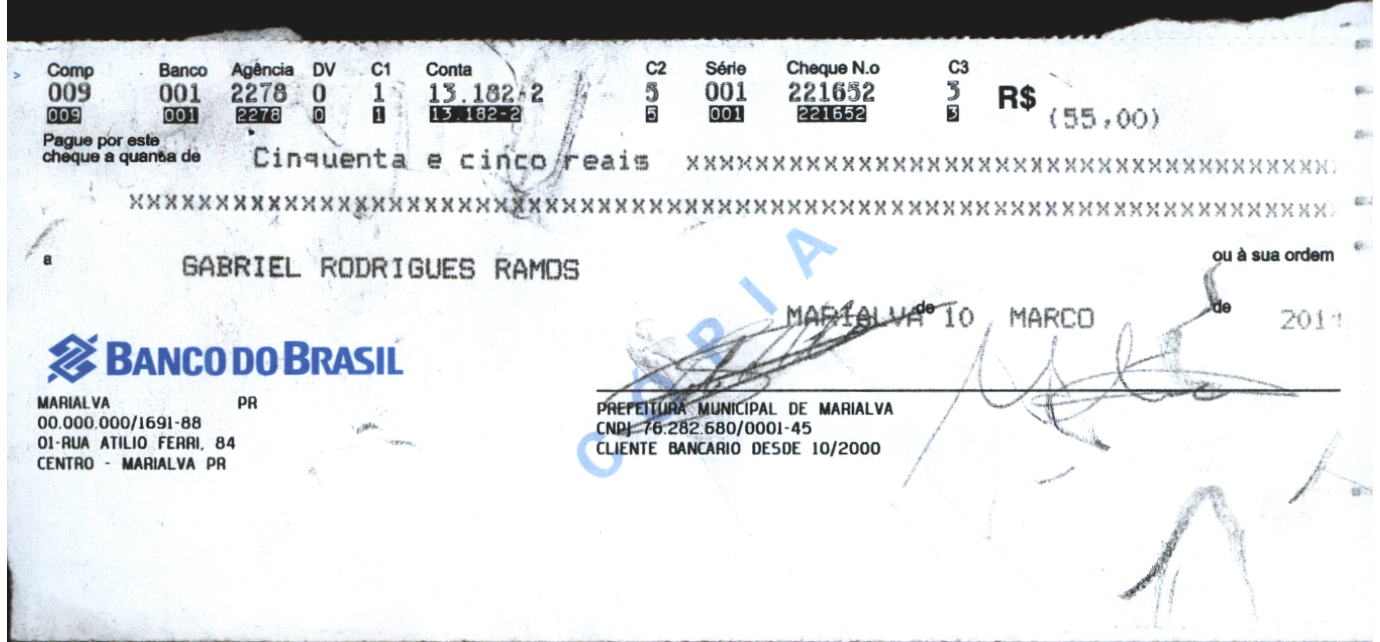 Comp Banco Agência DV C1 Conta C2 Série Cheque N.o C3
009 001 2278 0 1 13.182-2 5 001 221652 3 R$ (55,00)
009 001 2278 0 1 13.182-2 5 001 221652 3
Pague por este
cheque a quantia de Cinquenta e cinco reais xxxxxxxxxxxxxxxxxxxxxxxxxxxxxxxxxxxxxx
xxxxxxxxxxxxxxxxxxxxxxxxxxxxxxxxxxxxxxxxxxxxxxxxxxxxxxxxxxxxxxxxxxxxxx
a GABRIEL RODRIGUES RAMOS ou à sua ordem
MARIALVA de 10 MARCO de 2011
CÓPIA
BANCO DO BRASIL
MARIALVA PR
00.000.000/1691-88
01-RUA ATILIO FERRI, 84
CENTRO - MARIALVA PR
PREFEITURA MUNICIPAL DE MARIALVA
CNPJ 76.282.680/0001-45
CLIENTE BANCARIO DESDE 10/2000